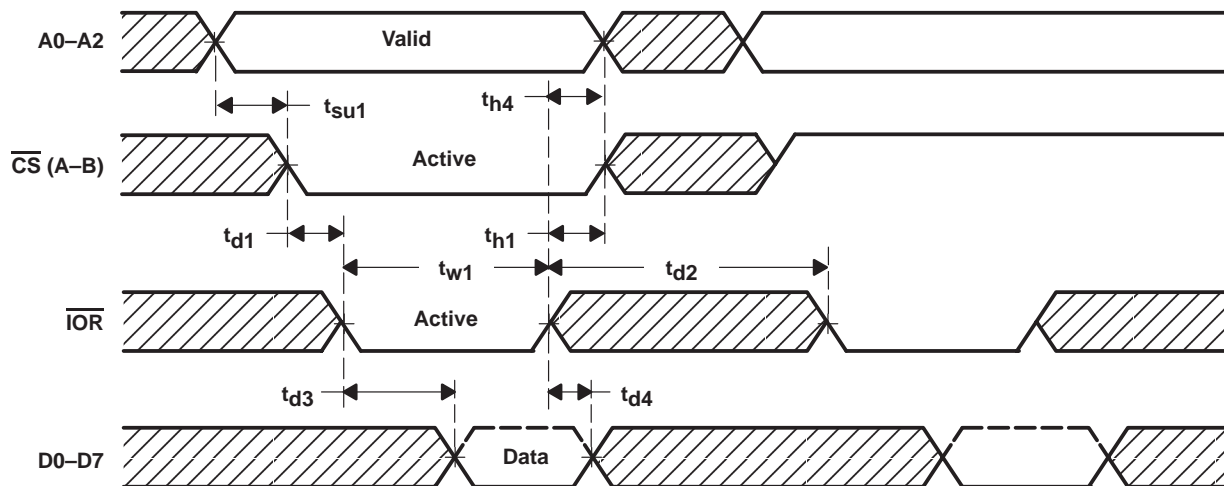 A0–A2
Valid
tsu1
th4
CS (A–B)
Active
td1
th1
tw1
td2
IOR
Active
td3
td4
D0–D7
Data